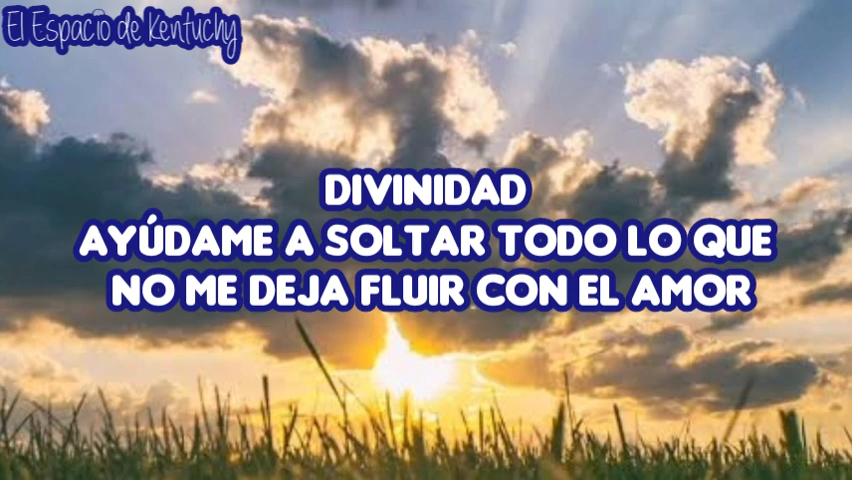 El Espacio de Kentuchy
DIVINIDAD
AYÚDAME A SOLTAR TODO LO QUE
NO ME DEJA FLUIR CON EL AMOR